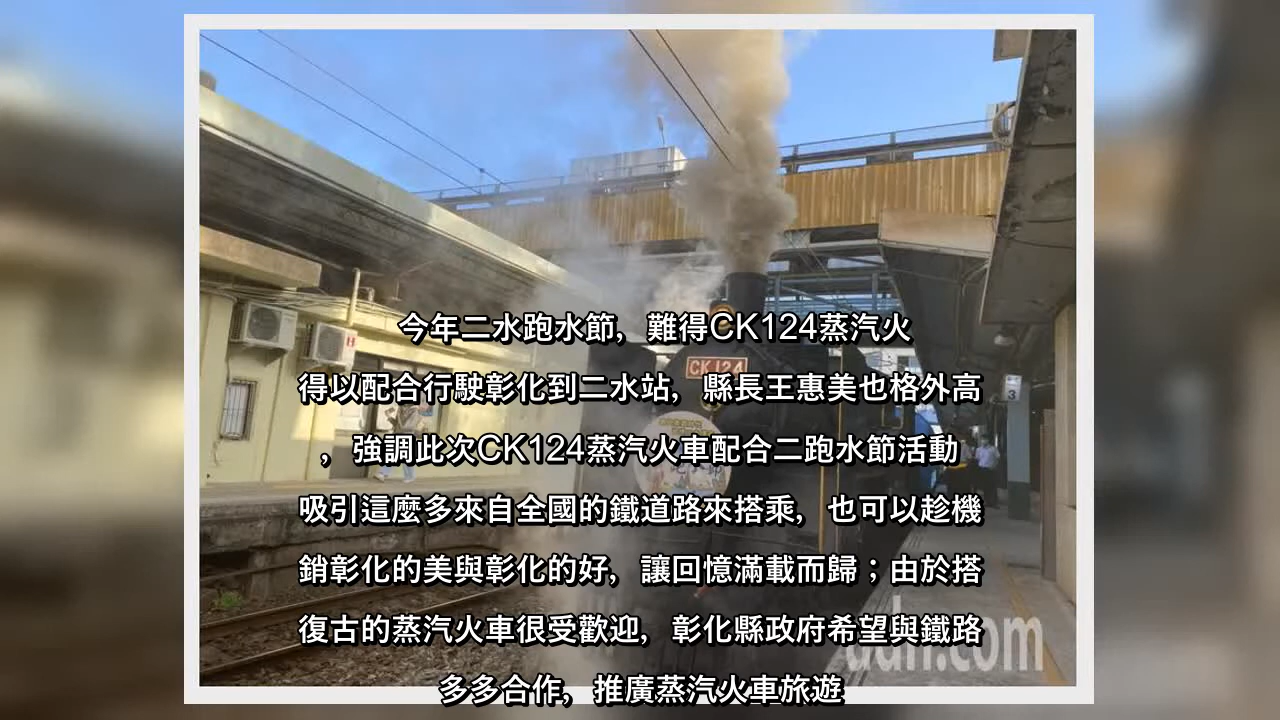 今年二水跑水節，難得CK124蒸汽火
得以配合行駛彰化到二水站，縣長王惠美也格外高
，強調此次CK124蒸汽火車配合二跑水節活動
吸引這麼多來自全國的鐵道路來搭乘，也可以趁機
銷彰化的美與彰化的好，讓回憶滿載而歸；由於搭
復古的蒸汽火車很受歡迎，彰化縣政府希望與鐵路
多多合作，推廣蒸汽火車旅遊
CK124
3
udn.com